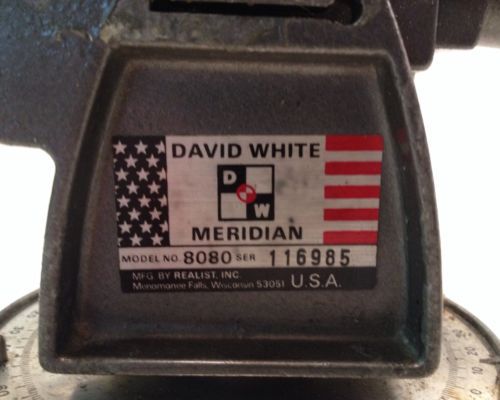 DAVID WHITE
D
W
MERIDIAN
MODEL NO. 8080 SER 116985
MFG. BY REALIST, INC.
Menomonee Falls, Wisconsin 53051 U.S.A.